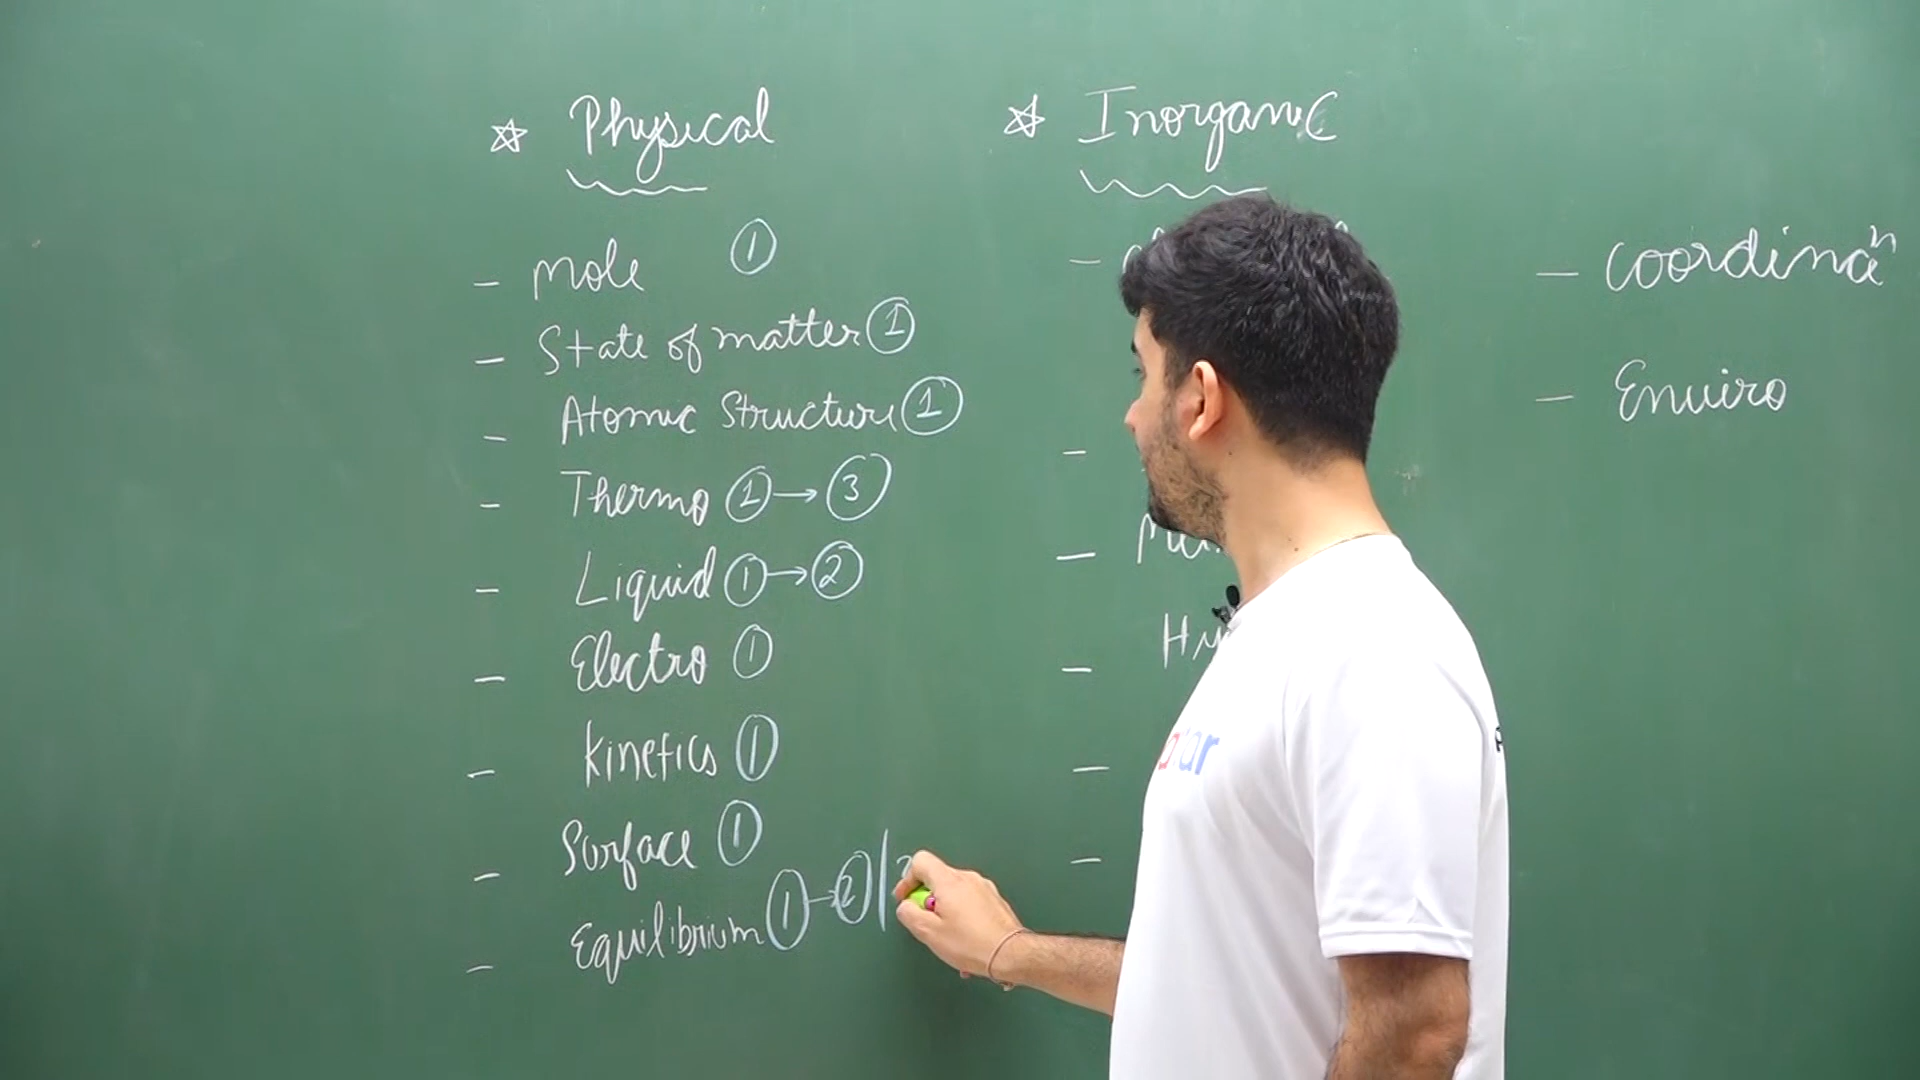 ☆ Physical
- Mole ①
- State of matter ①
- Atomic Structure ①
- Thermo ① → ③
- Liquid ① → ②
- Electro ①
- Kinetics ①
- Surface ①
- Equilibrium ① → ② |
☆ Inorganic
-
-
-
-
-
-
- Coordinaⁿ
- Enviro